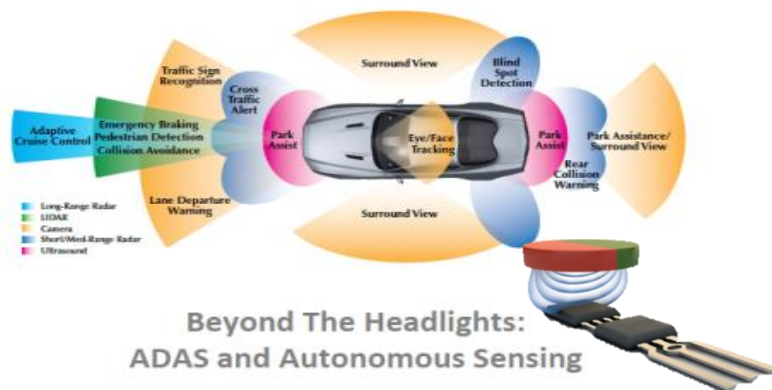 Surround View
Blind
Spot
Detection
Traffic Sign
Recognition
Cross
Traffic
Alert
Adaptive
Cruise Control
Emergency Braking
Pedestrian Detection
Collision Avoidance
Park
Assist
Eye/Face
Tracking
Park
Assist
Park Assistance/
Surround View
Rear
Collision
Warning
Lane Departure
Warning
Surround View
Long-Range Radar
LIDAR
Camera
Short/Med-Range Radar
Ultrasound
Beyond The Headlights:
ADAS and Autonomous Sensing